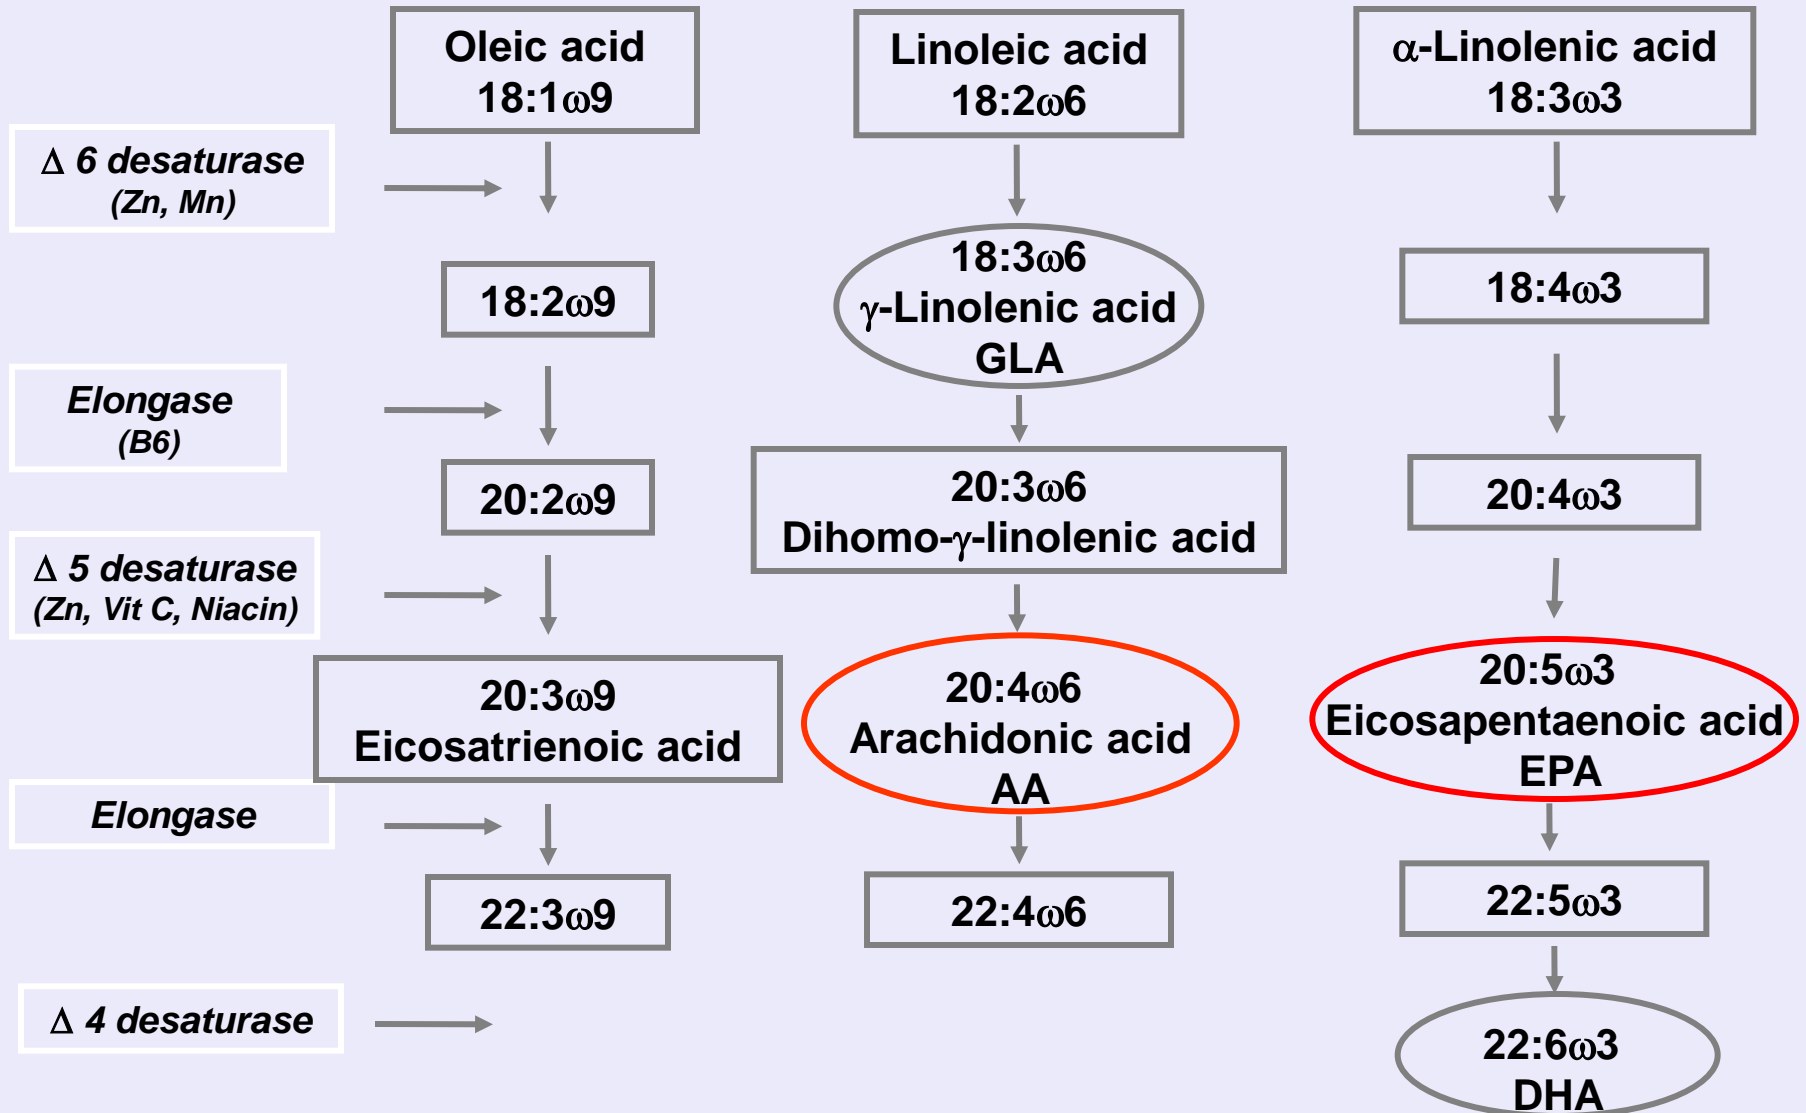 Oleic acid
18:1ω9
Linoleic acid
18:2ω6
α-Linolenic acid
18:3ω3
Δ 6 desaturase
(Zn, Mn)
18:2ω9
18:3ω6
γ-Linolenic acid
GLA
18:4ω3
Elongase
(B6)
20:2ω9
20:3ω6
Dihomo-γ-linolenic acid
20:4ω3
Δ 5 desaturase
(Zn, Vit C, Niacin)
20:3ω9
Eicosatrienoic acid
20:4ω6
Arachidonic acid
AA
20:5ω3
Eicosapentaenoic acid
EPA
Elongase
22:3ω9
22:4ω6
22:5ω3
Δ 4 desaturase
22:6ω3
DHA